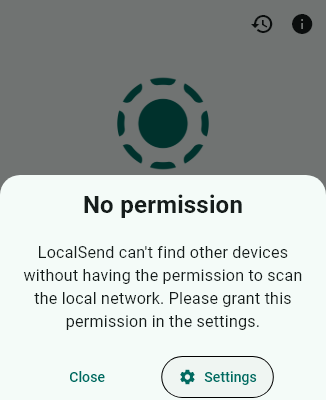 No permission
LocalSend can't find other devices
without having the permission to scan
the local network. Please grant this
permission in the settings.
Close
Settings